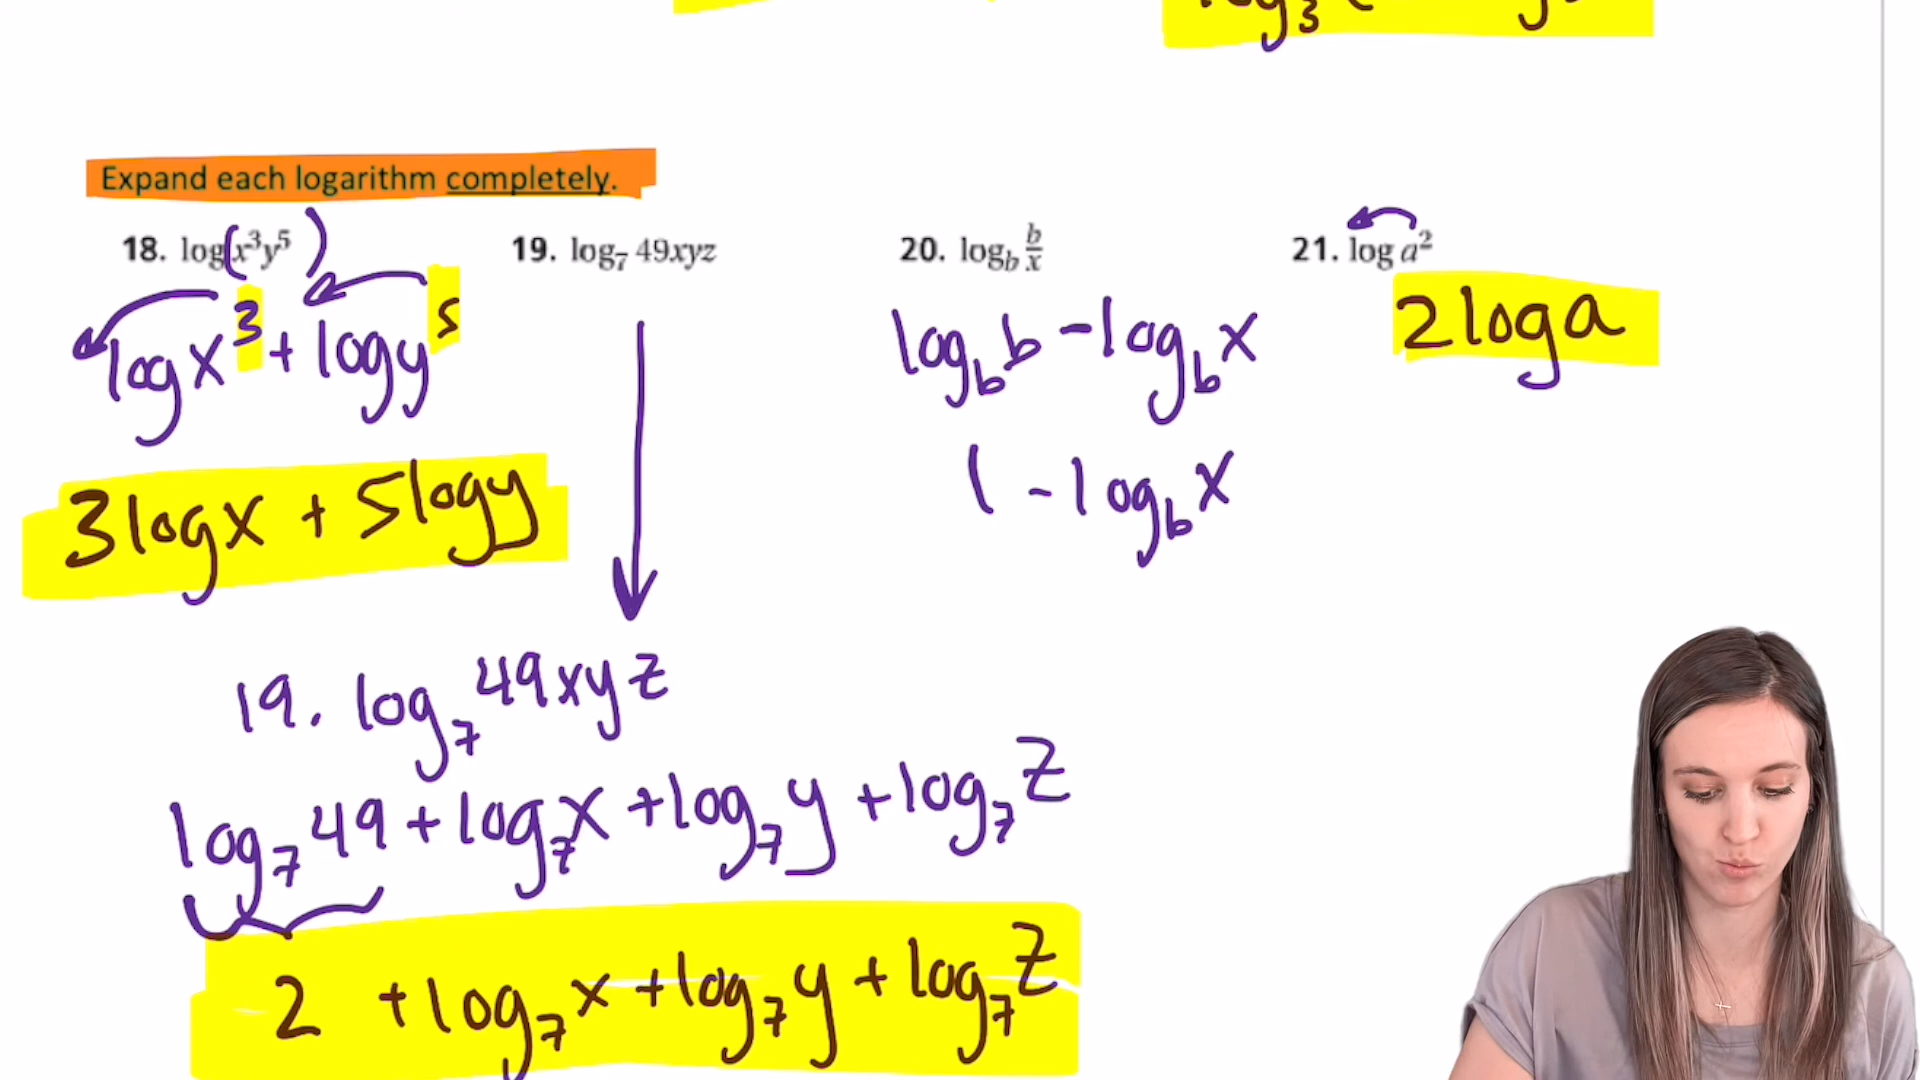 log₃
Expand each logarithm completely.
18. log(x³y⁵)
log x³ + log y⁵
3 log x + 5 log y
19. log₇ 49xyz
20. log_b b/x
log_b b - log_b x
1 - log_b x
21. log a²
2 log a
19. log₇ 49xyz
log₇ 49 + log₇ x + log₇ y + log₇ z
2 + log₇ x + log₇ y + log₇ z